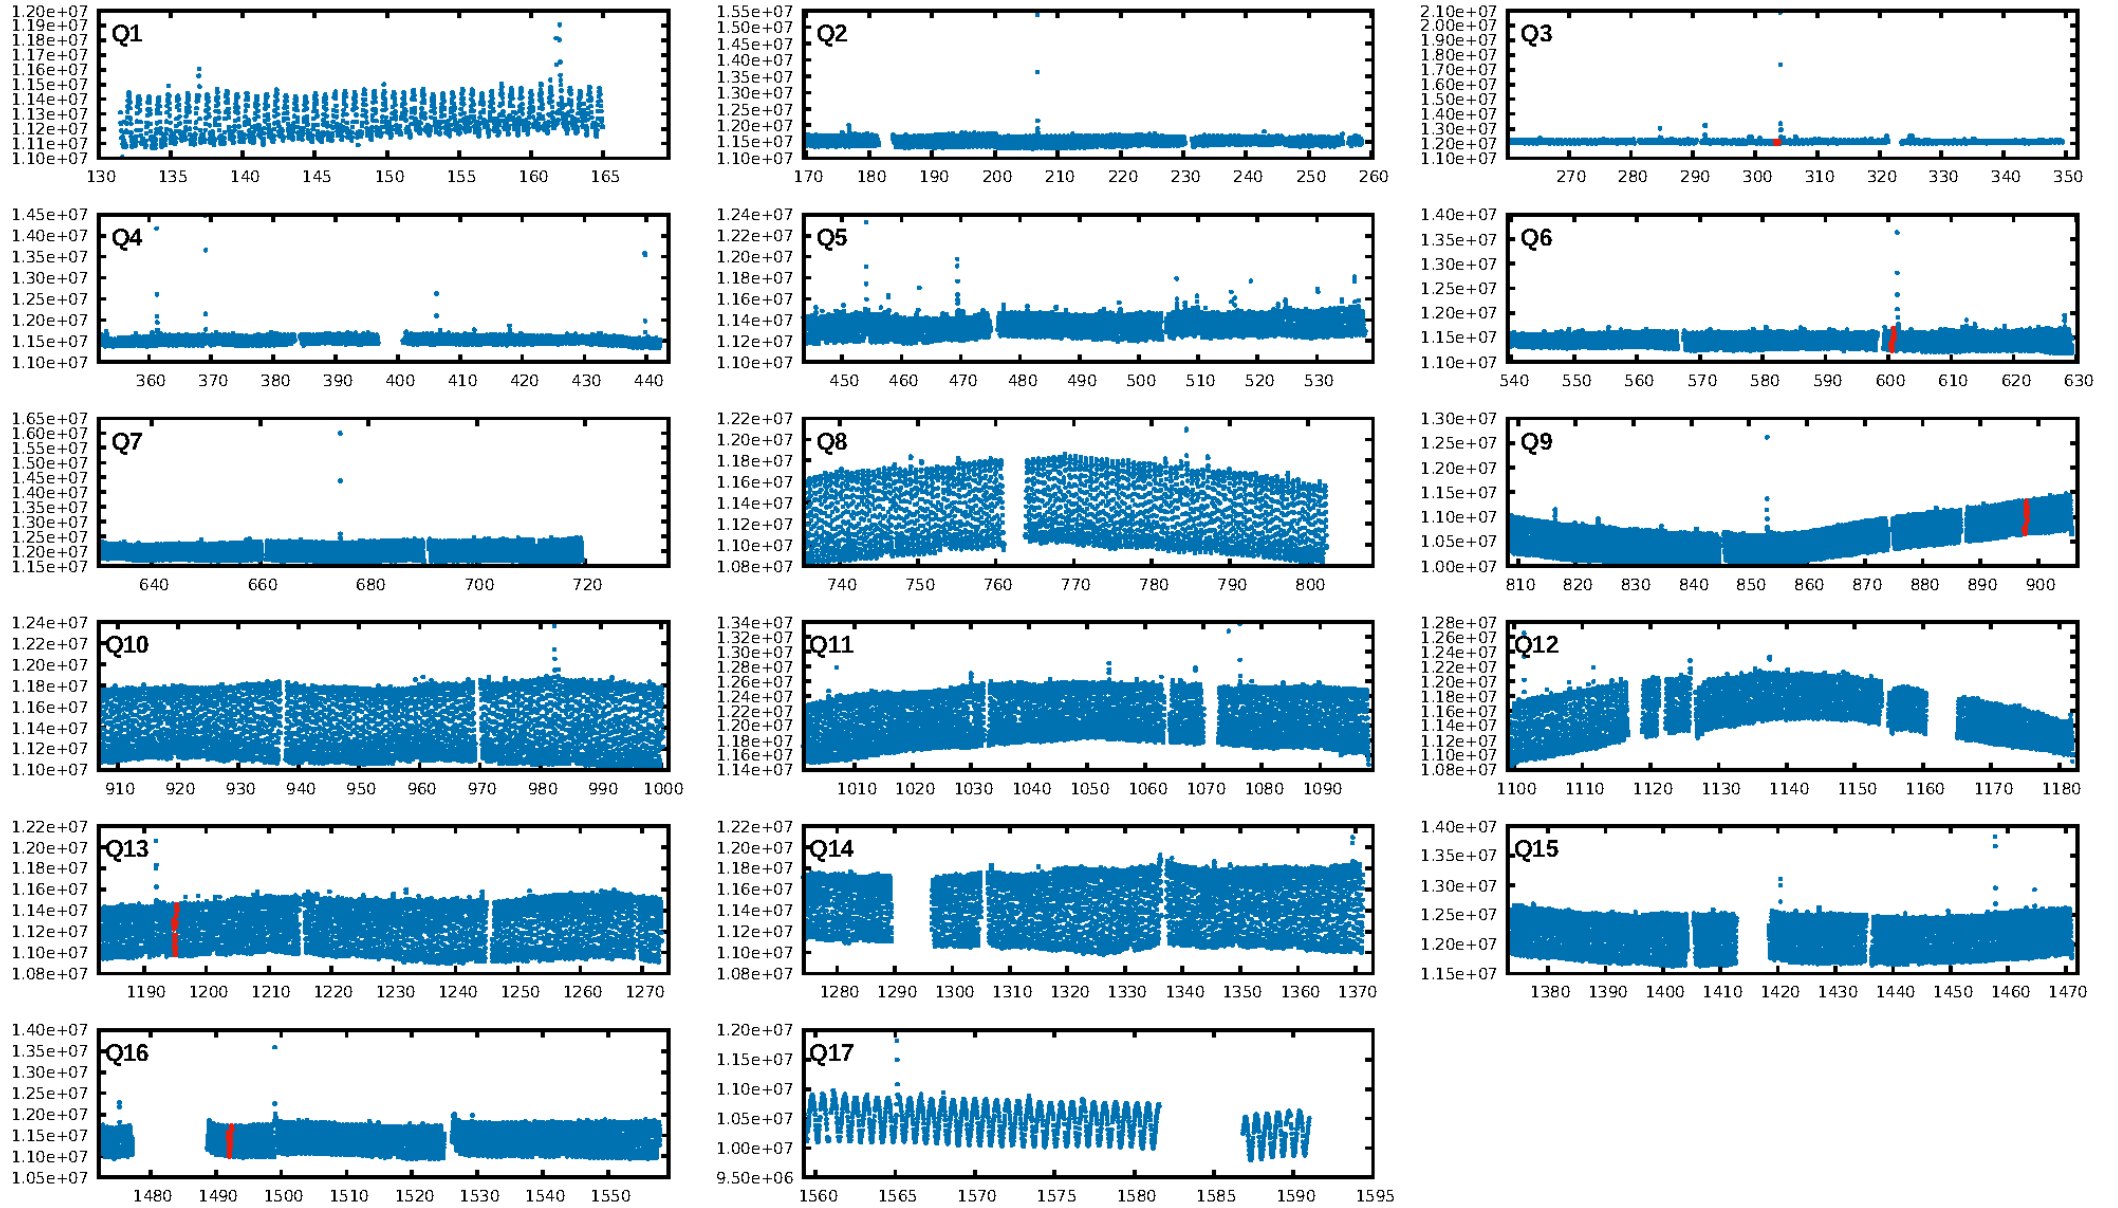 1.20e+07
1.19e+07
1.18e+07
1.17e+07
1.16e+07
1.15e+07
1.14e+07
1.13e+07
1.12e+07
1.11e+07
1.10e+07
Q1
130 135 140 145 150 155 160 165
1.55e+07
1.50e+07
1.45e+07
1.40e+07
1.35e+07
1.30e+07
1.25e+07
1.20e+07
1.15e+07
1.10e+07
Q2
170 180 190 200 210 220 230 240 250 260
2.10e+07
2.00e+07
1.90e+07
1.80e+07
1.70e+07
1.60e+07
1.50e+07
1.40e+07
1.30e+07
1.20e+07
1.10e+07
Q3
270 280 290 300 310 320 330 340 350
1.45e+07
1.40e+07
1.35e+07
1.30e+07
1.25e+07
1.20e+07
1.15e+07
1.10e+07
Q4
360 370 380 390 400 410 420 430 440
1.24e+07
1.22e+07
1.20e+07
1.18e+07
1.16e+07
1.14e+07
1.12e+07
1.10e+07
Q5
450 460 470 480 490 500 510 520 530
1.40e+07
1.35e+07
1.30e+07
1.25e+07
1.20e+07
1.15e+07
1.10e+07
Q6
540 550 560 570 580 590 600 610 620 630
1.65e+07
1.60e+07
1.55e+07
1.50e+07
1.45e+07
1.40e+07
1.35e+07
1.30e+07
1.25e+07
1.20e+07
1.15e+07
Q7
640 660 680 700 720
1.22e+07
1.20e+07
1.18e+07
1.16e+07
1.14e+07
1.12e+07
1.10e+07
1.08e+07
Q8
740 750 760 770 780 790 800
1.30e+07
1.25e+07
1.20e+07
1.15e+07
1.10e+07
1.05e+07
1.00e+07
Q9
810 820 830 840 850 860 870 880 890 900
1.24e+07
1.22e+07
1.20e+07
1.18e+07
1.16e+07
1.14e+07
1.12e+07
1.10e+07
Q10
910 920 930 940 950 960 970 980 990 1000
1.34e+07
1.32e+07
1.30e+07
1.28e+07
1.26e+07
1.24e+07
1.22e+07
1.20e+07
1.18e+07
1.16e+07
1.14e+07
Q11
1010 1020 1030 1040 1050 1060 1070 1080 1090
1.28e+07
1.26e+07
1.24e+07
1.22e+07
1.20e+07
1.18e+07
1.16e+07
1.14e+07
1.12e+07
1.10e+07
1.08e+07
Q12
1100 1110 1120 1130 1140 1150 1160 1170 1180
1.22e+07
1.20e+07
1.18e+07
1.16e+07
1.14e+07
1.12e+07
1.10e+07
1.08e+07
Q13
1190 1200 1210 1220 1230 1240 1250 1260 1270
1.22e+07
1.20e+07
1.18e+07
1.16e+07
1.14e+07
1.12e+07
1.10e+07
1.08e+07
Q14
1280 1290 1300 1310 1320 1330 1340 1350 1360 1370
1.40e+07
1.35e+07
1.30e+07
1.25e+07
1.20e+07
1.15e+07
Q15
1380 1390 1400 1410 1420 1430 1440 1450 1460 1470
1.40e+07
1.35e+07
1.30e+07
1.25e+07
1.20e+07
1.15e+07
1.10e+07
1.05e+07
Q16
1480 1490 1500 1510 1520 1530 1540 1550
1.20e+07
1.15e+07
1.10e+07
1.05e+07
1.00e+07
9.50e+06
Q17
1560 1565 1570 1575 1580 1585 1590 1595